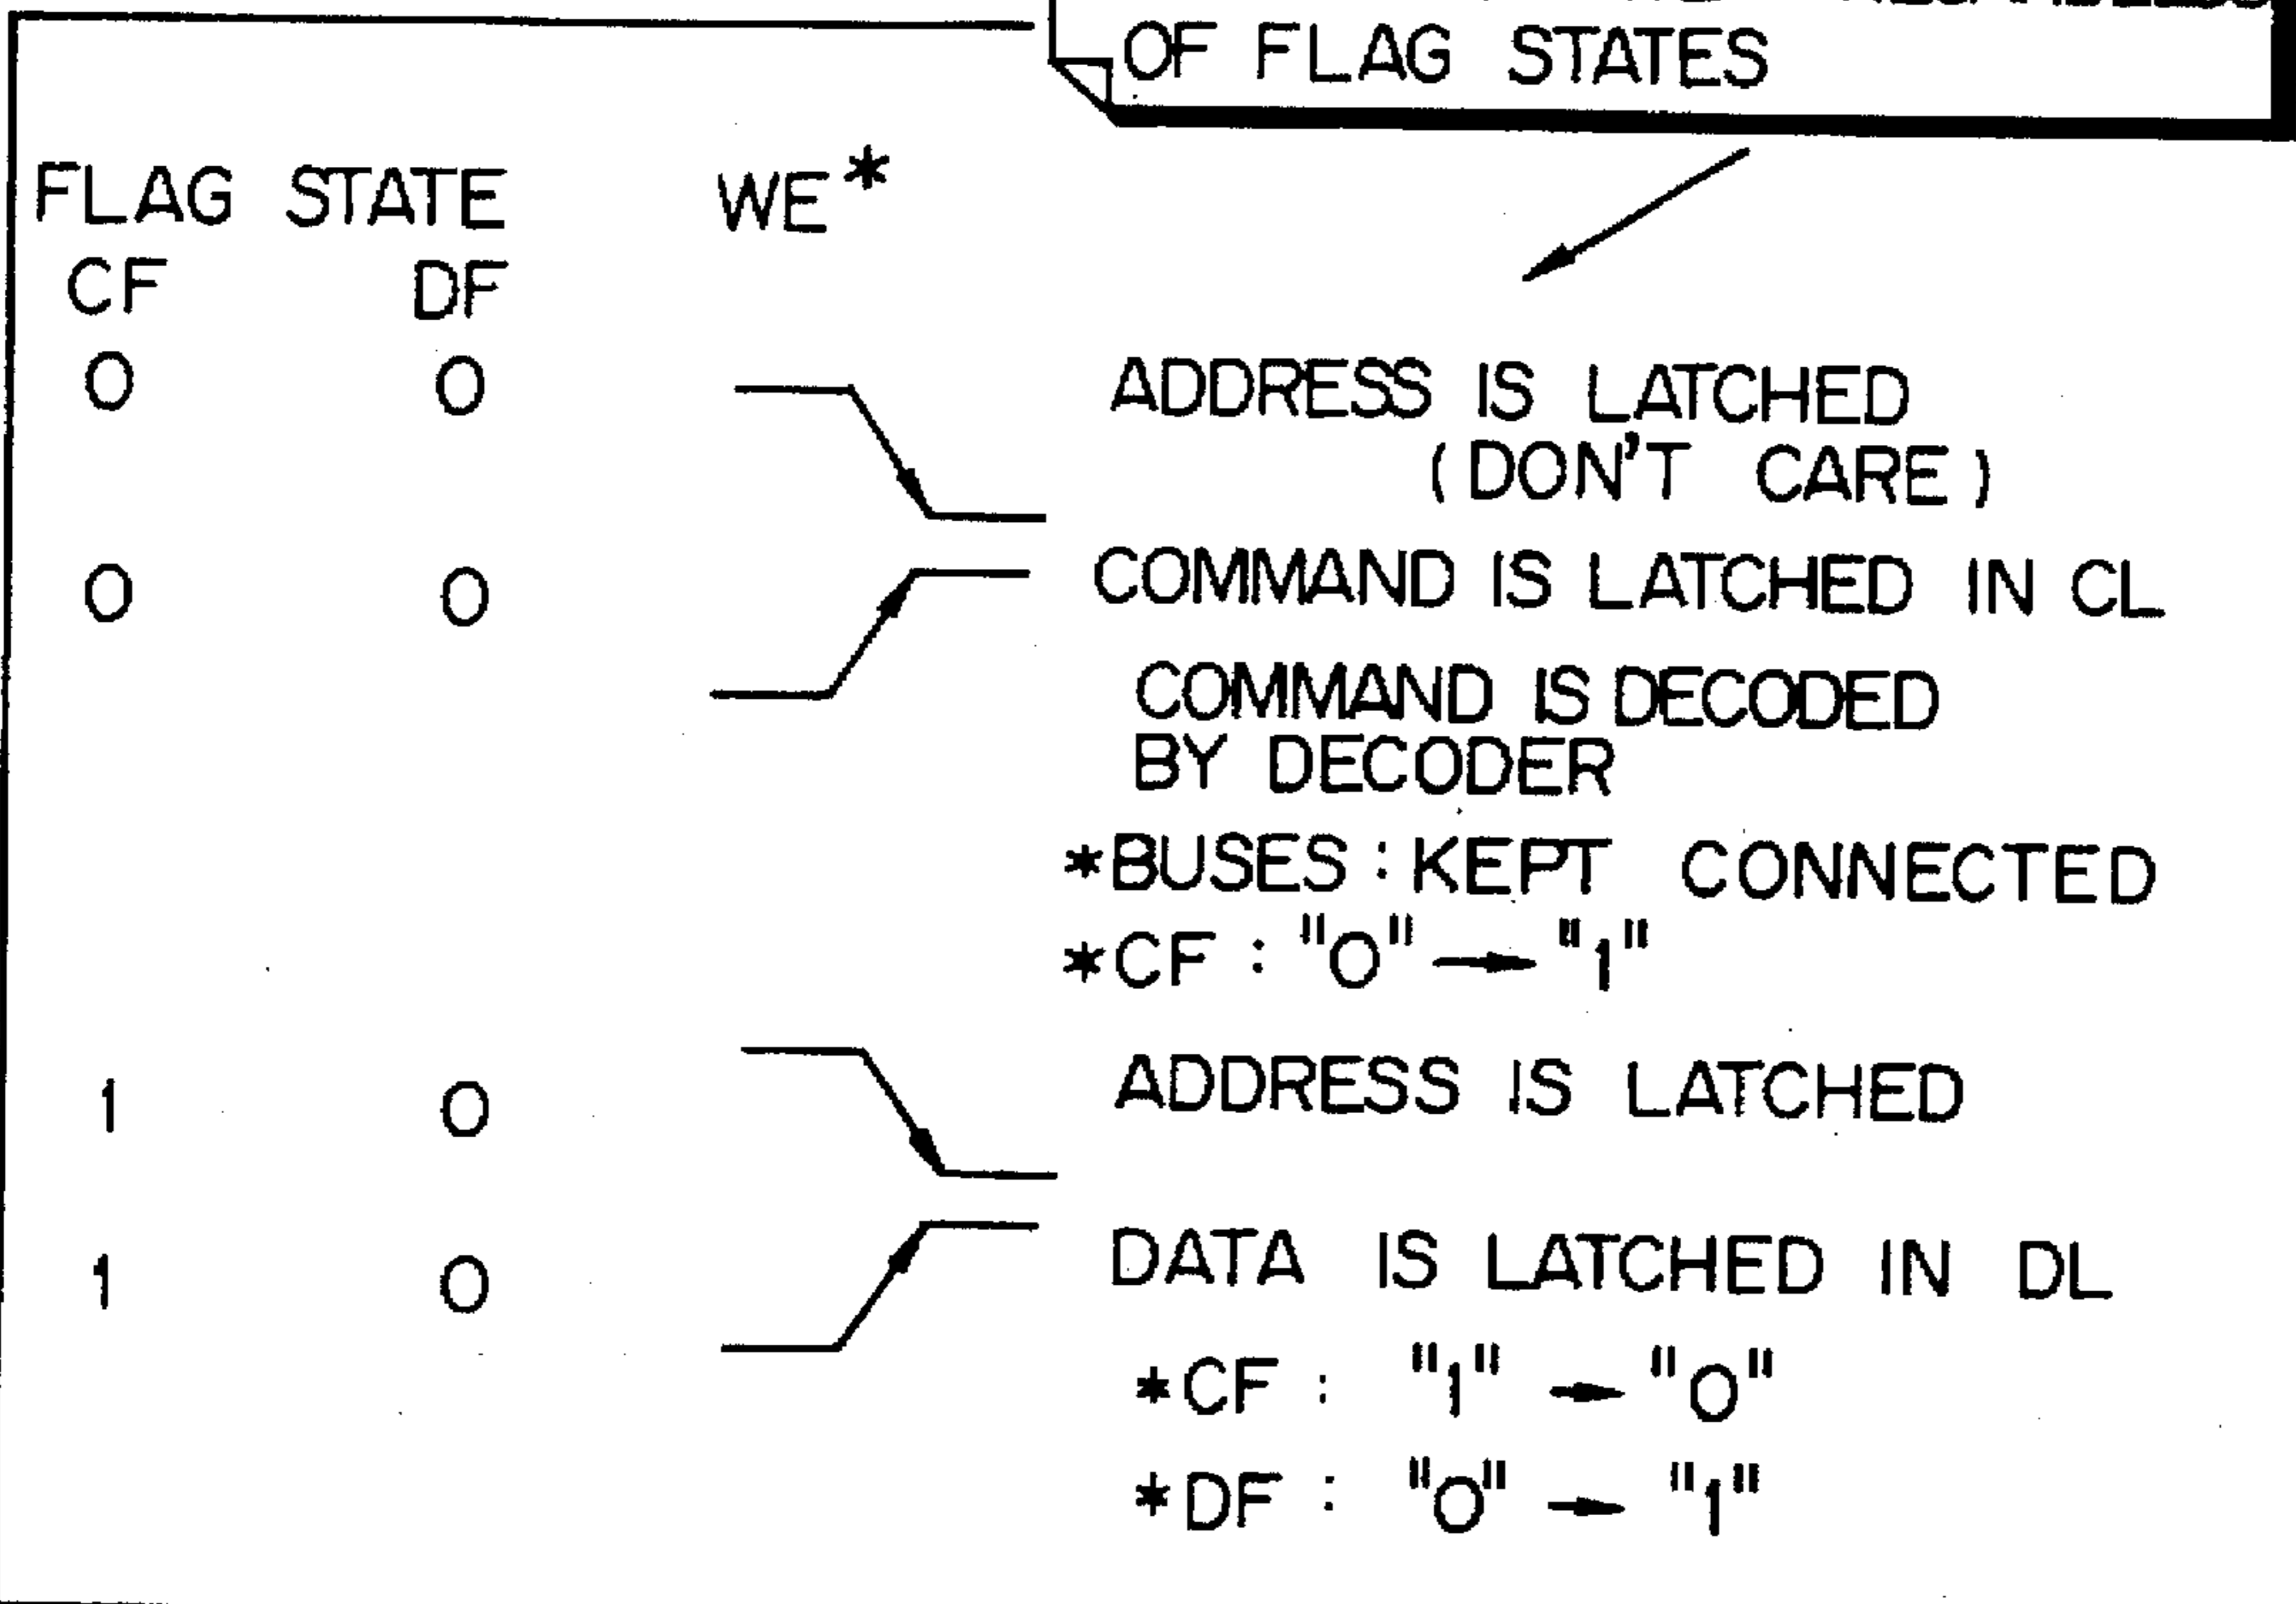 OF FLAG STATES
FLAG STATE WE*
CF DF
0 0 ADDRESS IS LATCHED
(DON'T CARE)
0 0 COMMAND IS LATCHED IN CL
COMMAND IS DECODED
BY DECODER
*BUSES : KEPT CONNECTED
*CF : "0" → "1"
1 0 ADDRESS IS LATCHED
1 0 DATA IS LATCHED IN DL
*CF : "1" → "0"
*DF : "0" → "1"